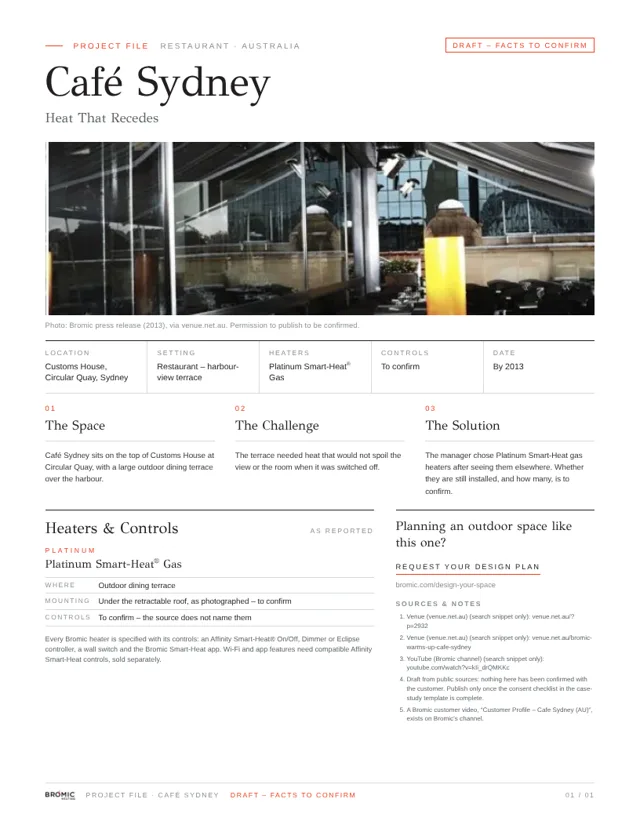 PROJECT FILE RESTAURANT · AUSTRALIA
DRAFT – FACTS TO CONFIRM
Café Sydney
Heat That Recedes
Photo: Bromic press release (2013), via venue.net.au. Permission to publish to be confirmed.
LOCATION
Customs House,
Circular Quay, Sydney
SETTING
Restaurant – harbour-
view terrace
HEATERS
Platinum Smart-Heat®
Gas
CONTROLS
To confirm
DATE
By 2013
01
The Space
Café Sydney sits on the top of Customs House at
Circular Quay, with a large outdoor dining terrace
over the harbour.
02
The Challenge
The terrace needed heat that would not spoil the
view or the room when it was switched off.
03
The Solution
The manager chose Platinum Smart-Heat gas
heaters after seeing them elsewhere. Whether
they are still installed, and how many, is to
confirm.
Heaters & Controls
AS REPORTED
PLATINUM
Platinum Smart-Heat® Gas
WHERE Outdoor dining terrace
MOUNTING Under the retractable roof, as photographed – to confirm
CONTROLS To confirm – the source does not name them
Every Bromic heater is specified with its controls: an Affinity Smart-Heat® On/Off, Dimmer or Eclipse
controller, a wall switch and the Bromic Smart-Heat app. Wi-Fi and app features need compatible Affinity
Smart-Heat controls, sold separately.
Planning an outdoor space like
this one?
REQUEST YOUR DESIGN PLAN
bromic.com/design-your-space
SOURCES & NOTES
1. Venue (venue.net.au) (search snippet only): venue.net.au/?
p=2932
2. Venue (venue.net.au) (search snippet only): venue.net.au/bromic-
warms-up-cafe-sydney
3. YouTube (Bromic channel) (search snippet only):
4. Draft from public sources: nothing here has been confirmed with
the customer. Publish only once the consent checklist in the case-
study template is complete.
5. A Bromic customer video, "Customer Profile – Cafe Sydney (AU)",
exists on Bromic's channel.
BROMIC
HEATING
PROJECT FILE · CAFÉ SYDNEY DRAFT – FACTS TO CONFIRM
01 / 01